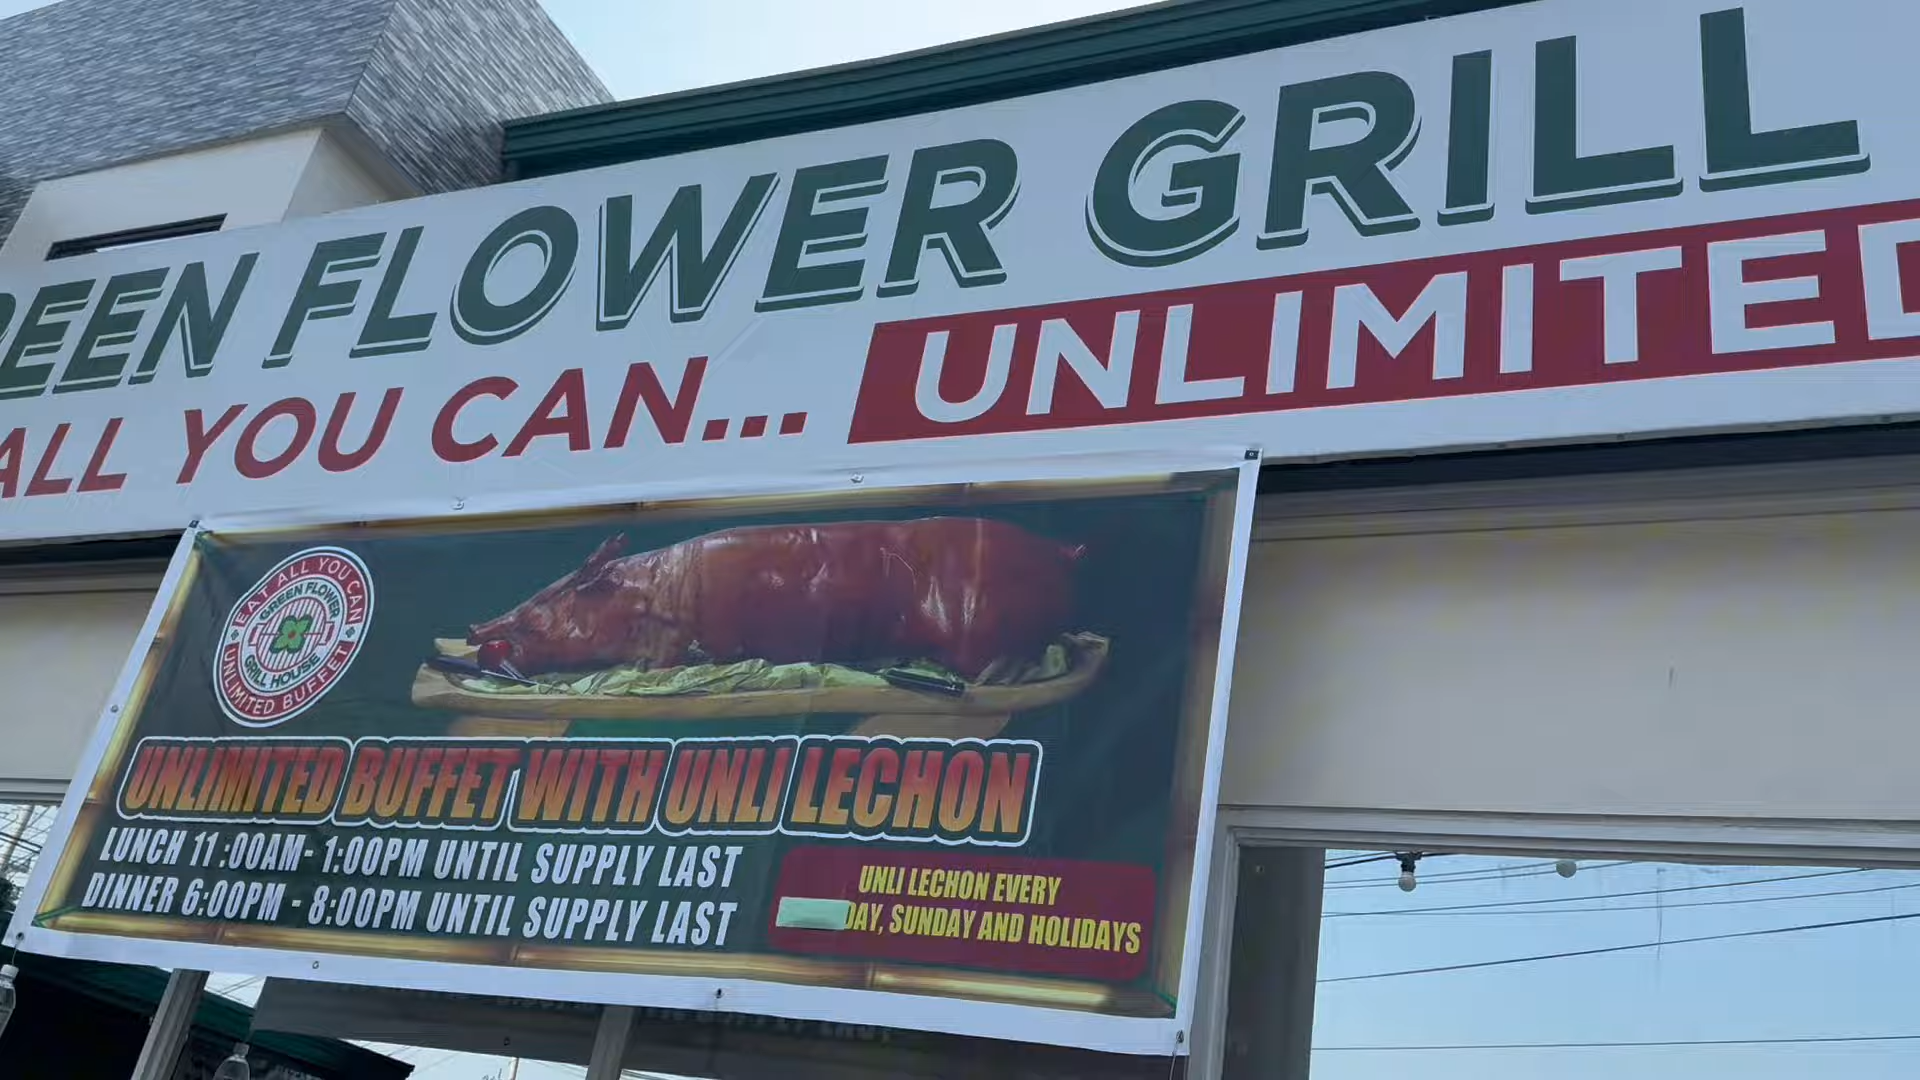 REEN FLOWER GRILL
ALL YOU CAN... UNLIMITED
EAT ALL YOU CAN
GREEN FLOWER
GRILL HOUSE
UNLIMITED BUFFET
UNLIMITED BUFFET WITH UNLI LECHON
LUNCH 11:00AM- 1:00PM UNTIL SUPPLY LAST
DINNER 6:00PM - 8:00PM UNTIL SUPPLY LAST
UNLI LECHON EVERY
DAY, SUNDAY AND HOLIDAYS